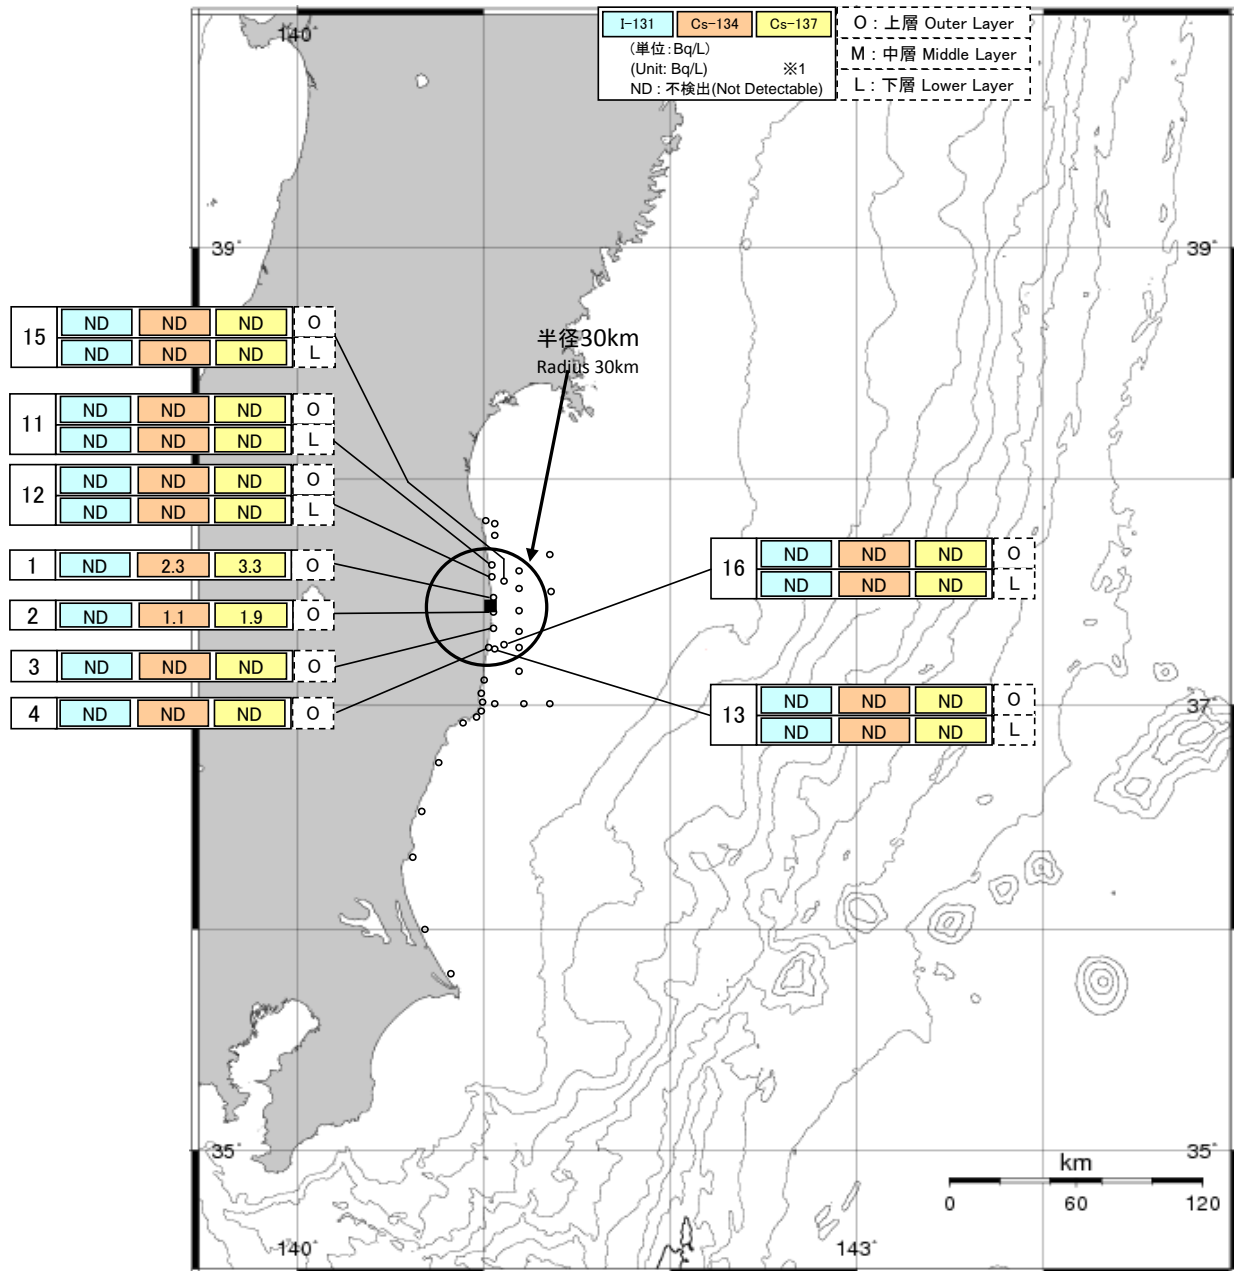 I-131 Cs-134 Cs-137
(単位:Bq/L)
(Unit: Bq/L) ※1
ND : 不検出(Not Detectable)
O : 上層 Outer Layer
M : 中層 Middle Layer
L : 下層 Lower Layer
140°
39° 39°
半径30km
Radius 30km
15 ND ND ND O
ND ND ND L
11 ND ND ND O
ND ND ND L
12 ND ND ND O
ND ND ND L
1 ND 2.3 3.3 O
2 ND 1.1 1.9 O
3 ND ND ND O
4 ND ND ND O
16 ND ND ND O
ND ND ND L
13 ND ND ND O
ND ND ND L
37°
35° 35°
km
0 60 120
140° 143°